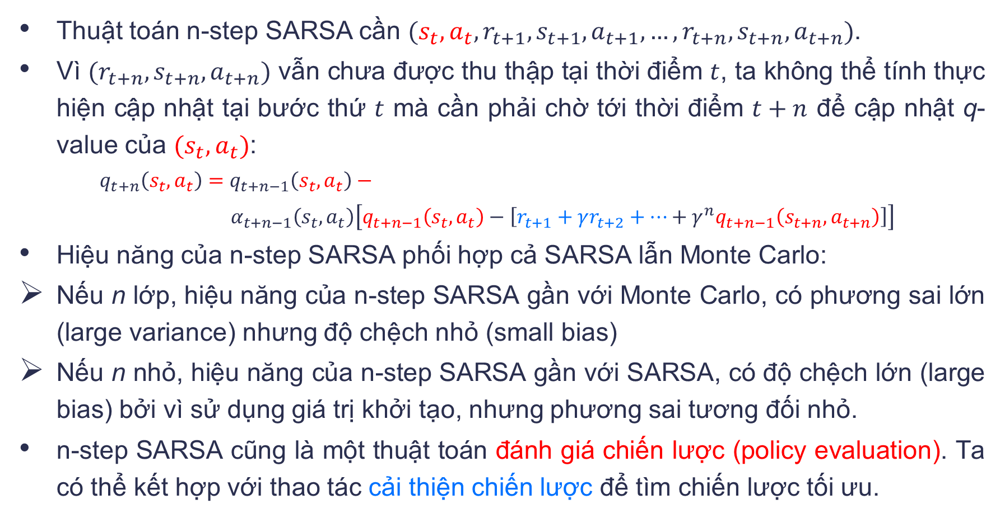 • Thuật toán n-step SARSA cần (s_t, a_t, r_{t+1}, s_{t+1}, a_{t+1}, …, r_{t+n}, s_{t+n}, a_{t+n}).
• Vì (r_{t+n}, s_{t+n}, a_{t+n}) vẫn chưa được thu thập tại thời điểm t, ta không thể tính thực
hiện cập nhật tại bước thứ t mà cần phải chờ tới thời điểm t + n để cập nhật q-
value của (s_t, a_t):
q_{t+n}(s_t, a_t) = q_{t+n−1}(s_t, a_t) −
α_{t+n−1}(s_t, a_t)[q_{t+n−1}(s_t, a_t) − [r_{t+1} + γr_{t+2} + ⋯ + γ^n q_{t+n−1}(s_{t+n}, a_{t+n})]]
• Hiệu năng của n-step SARSA phối hợp cả SARSA lẫn Monte Carlo:
➢ Nếu n lớp, hiệu năng của n-step SARSA gần với Monte Carlo, có phương sai lớn
(large variance) nhưng độ chệch nhỏ (small bias)
➢ Nếu n nhỏ, hiệu năng của n-step SARSA gần với SARSA, có độ chệch lớn (large
bias) bởi vì sử dụng giá trị khởi tạo, nhưng phương sai tương đối nhỏ.
• n-step SARSA cũng là một thuật toán đánh giá chiến lược (policy evaluation). Ta
có thể kết hợp với thao tác cải thiện chiến lược để tìm chiến lược tối ưu.